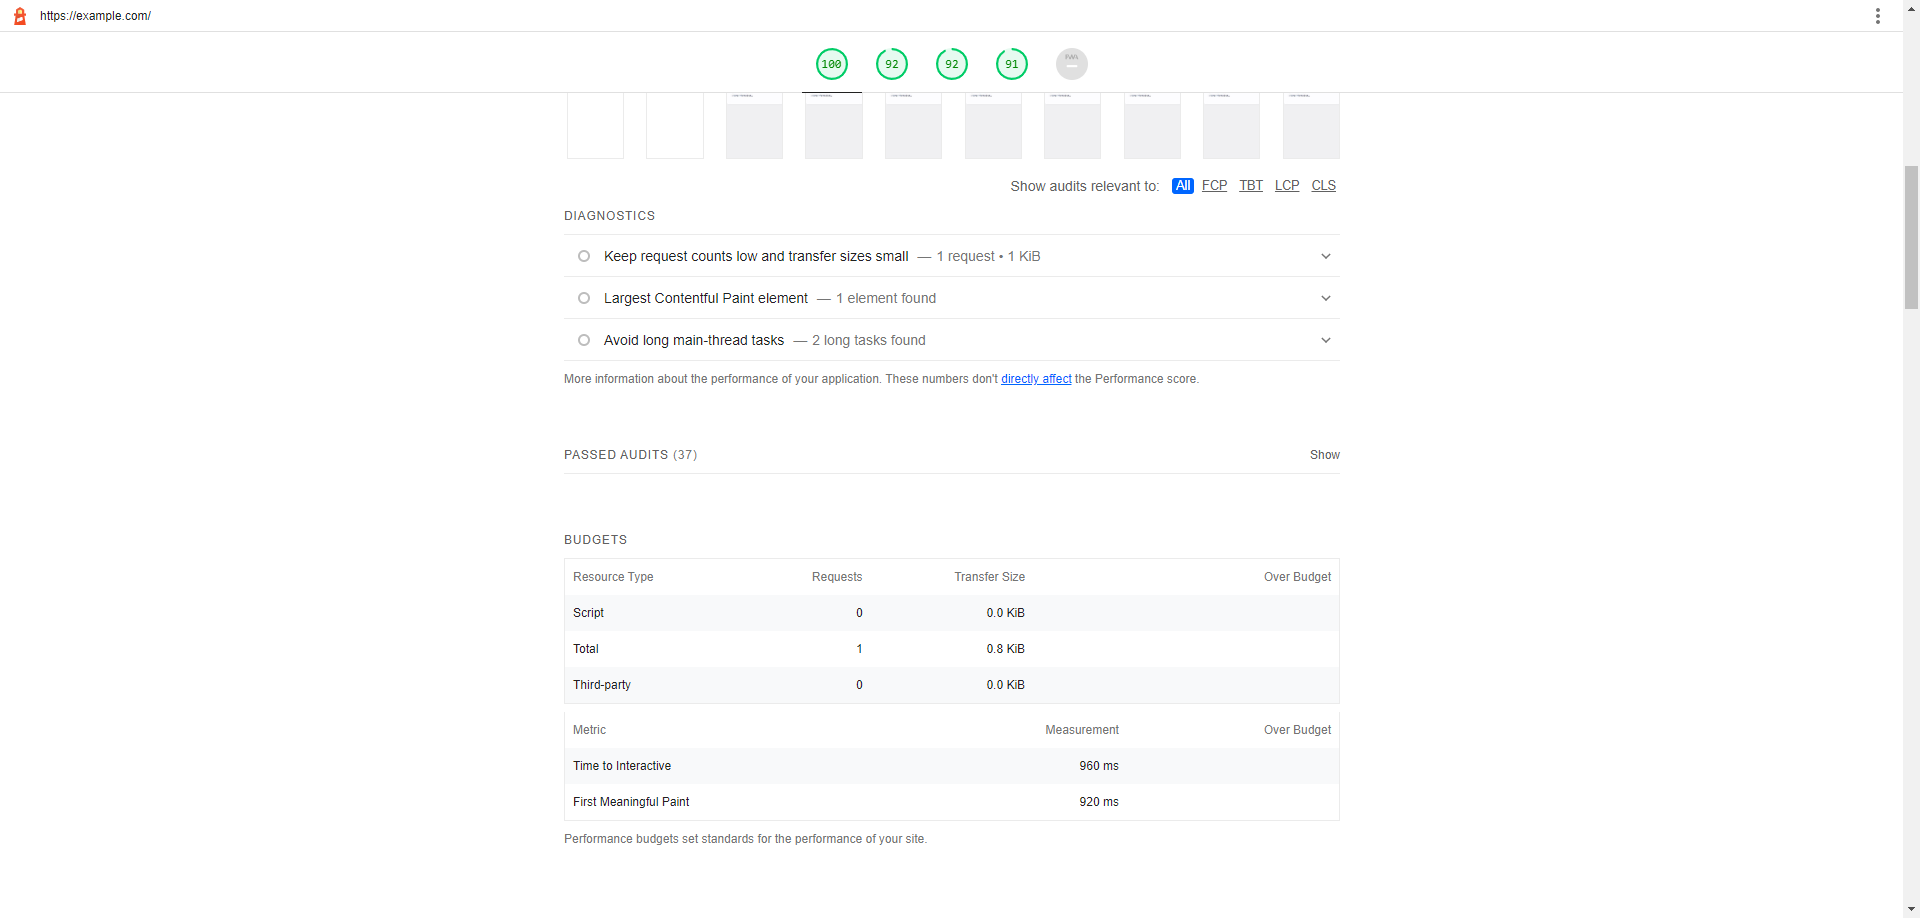 https://example.com/
100 92 92 91
Show audits relevant to: All FCP TBT LCP CLS
DIAGNOSTICS
Keep request counts low and transfer sizes small — 1 request • 1 KiB
Largest Contentful Paint element — 1 element found
Avoid long main-thread tasks — 2 long tasks found
More information about the performance of your application. These numbers don't directly affect the Performance score.
PASSED AUDITS (37) Show
BUDGETS
Resource Type Requests Transfer Size Over Budget
Script 0 0.0 KiB
Total 1 0.8 KiB
Third-party 0 0.0 KiB
Metric Measurement Over Budget
Time to Interactive 960 ms
First Meaningful Paint 920 ms
Performance budgets set standards for the performance of your site.